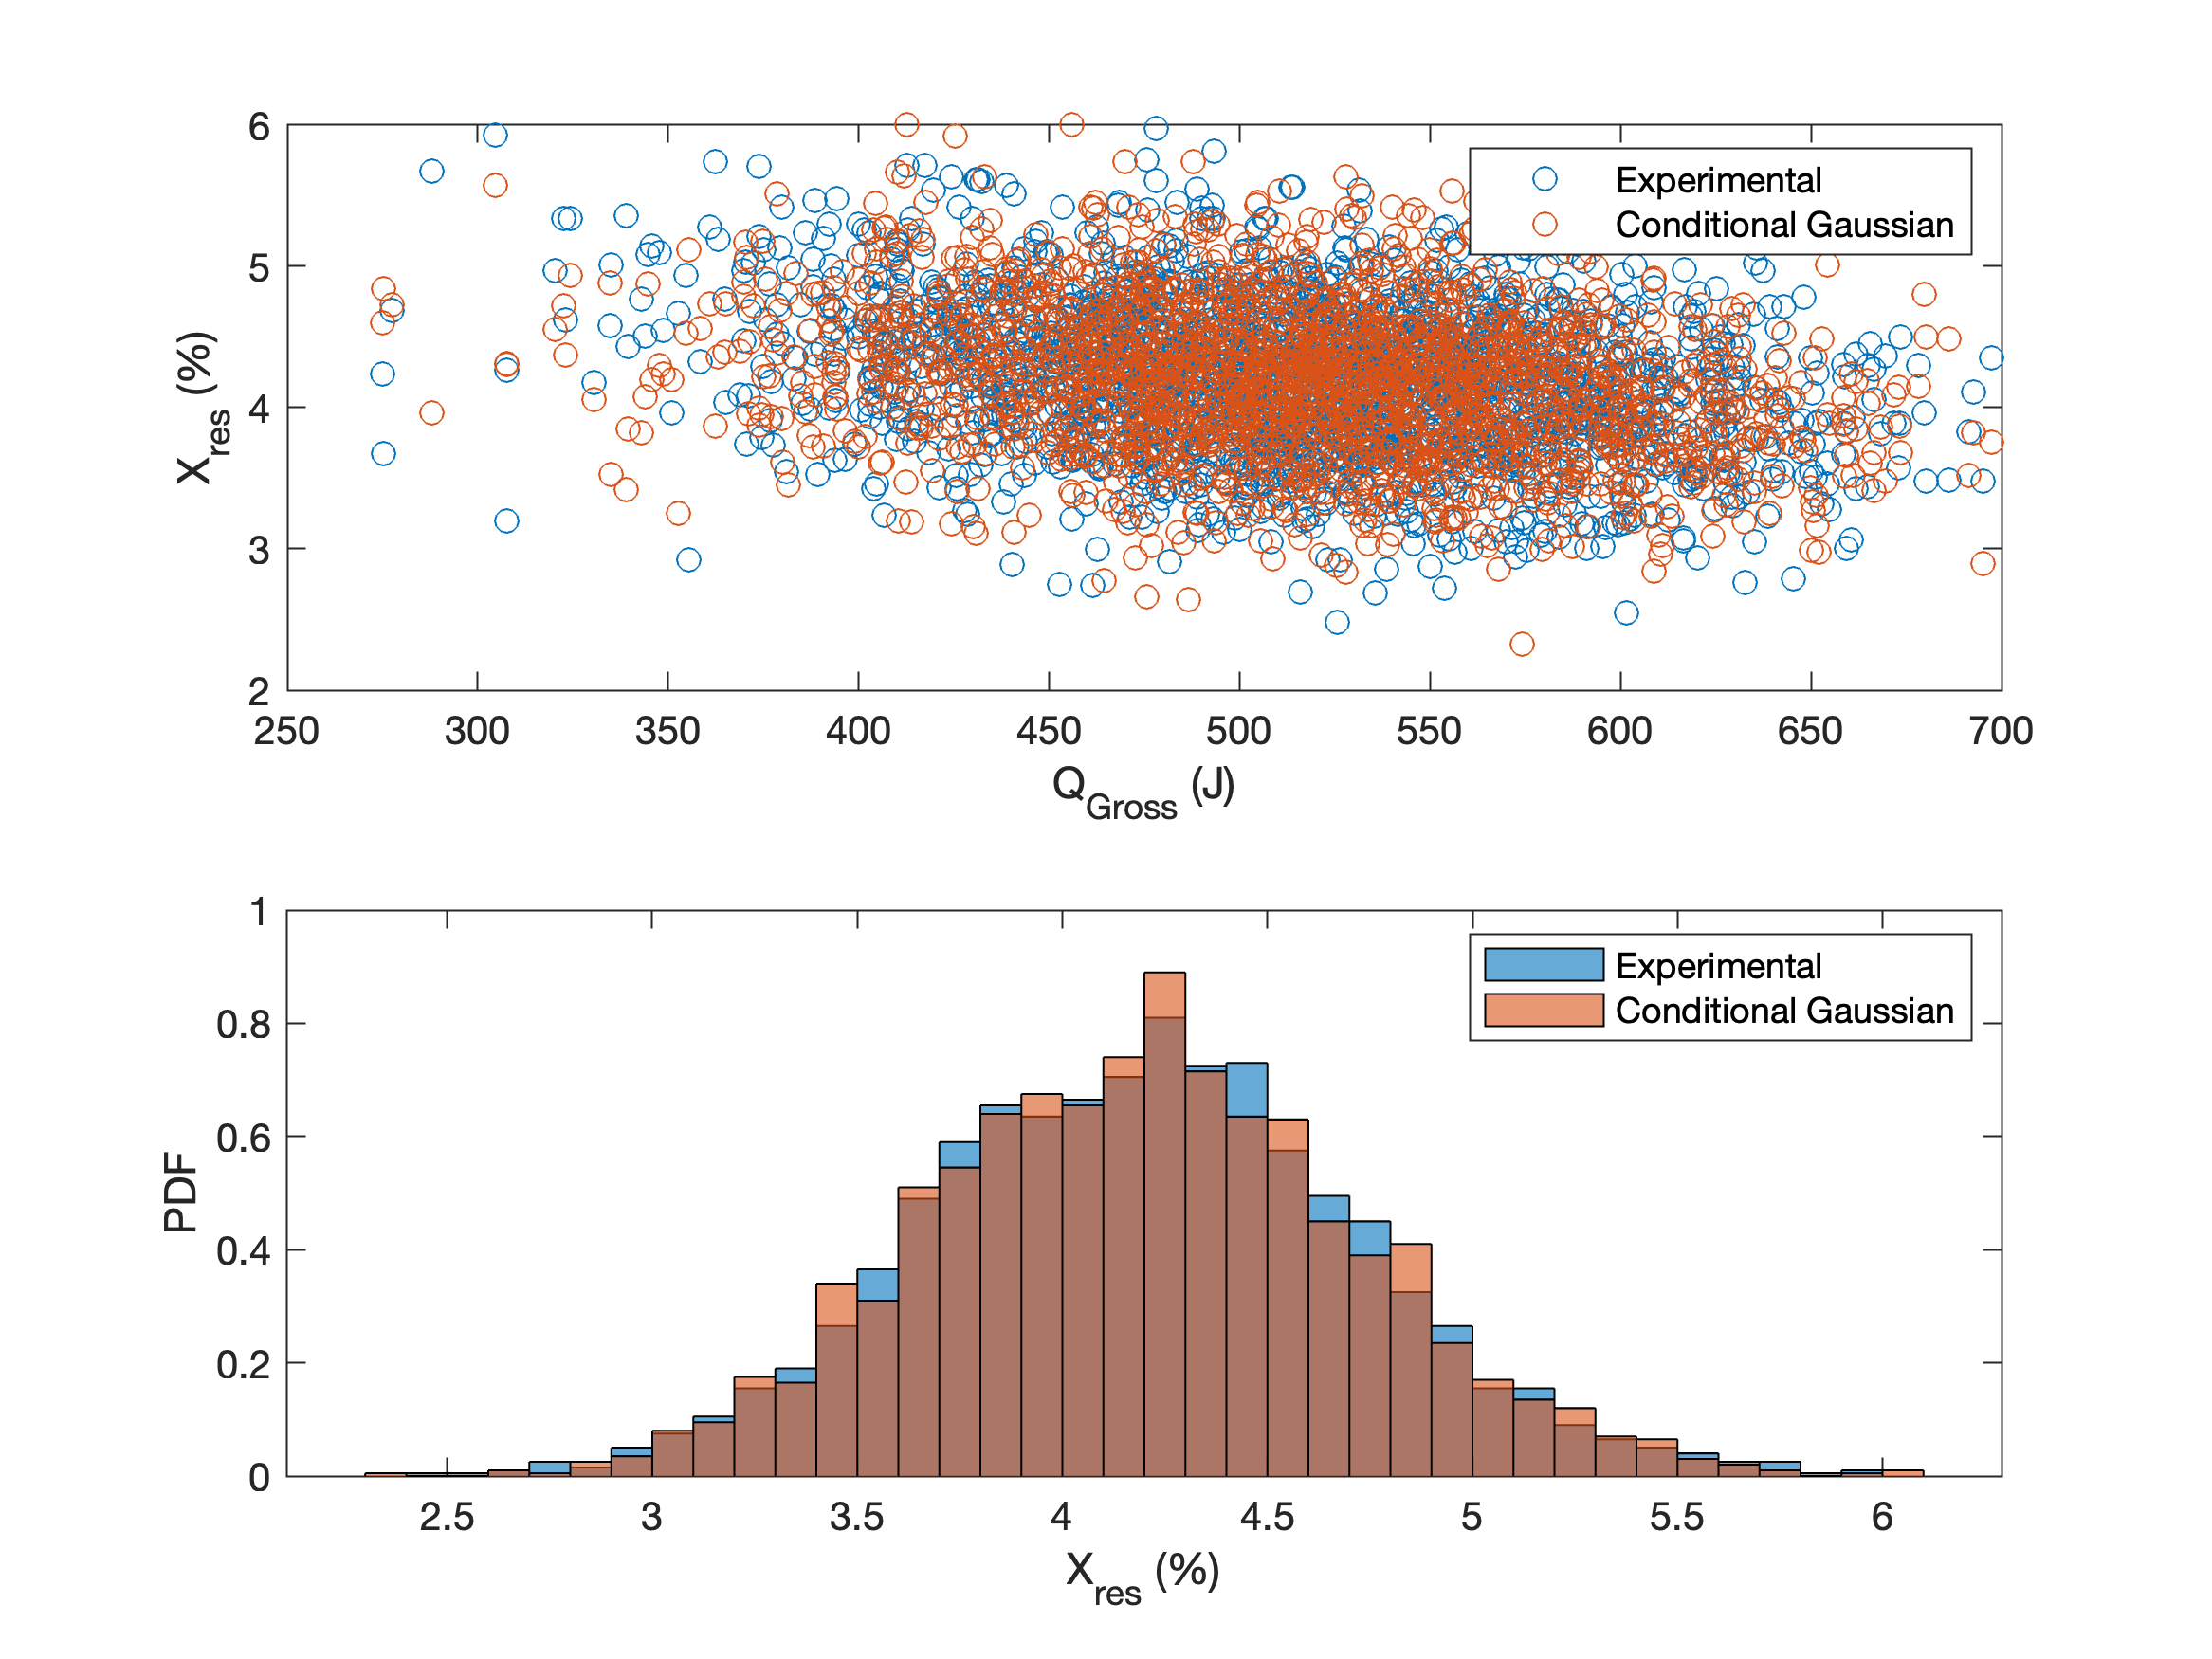 6
5
4
3
2
X_res (%)
Experimental
Conditional Gaussian
250 300 350 400 450 500 550 600 650 700
Q_Gross (J)
1
0.8
0.6
0.4
0.2
0
PDF
Experimental
Conditional Gaussian
2.5 3 3.5 4 4.5 5 5.5 6
X_res (%)